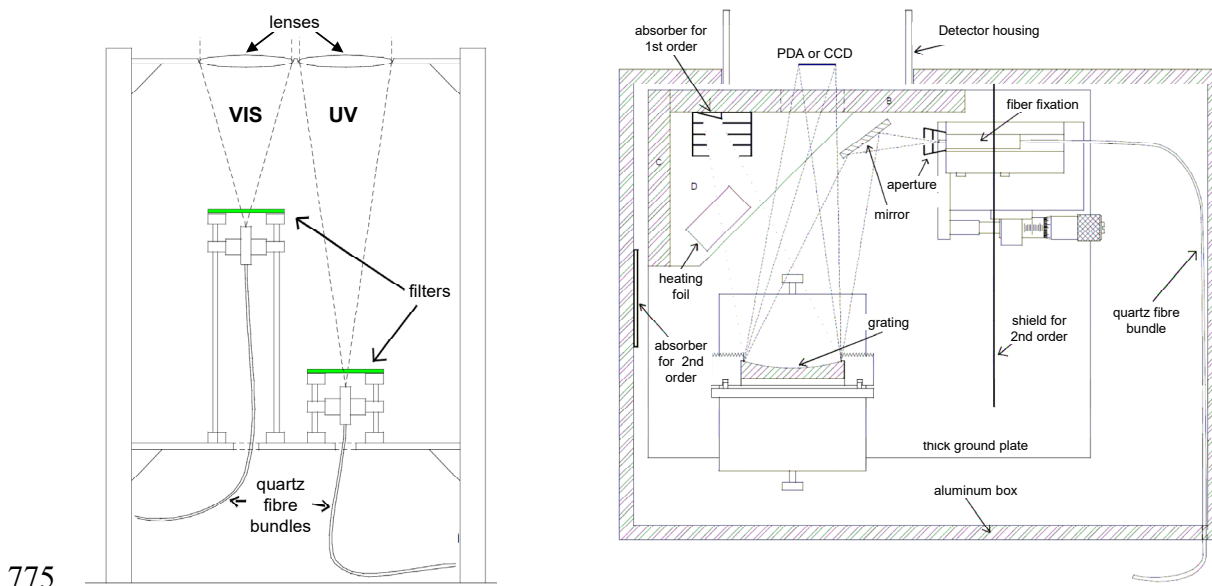 lenses
VIS
UV
filters
quartz
fibre
bundles
775
absorber for
1st order
PDA or CCD
Detector housing
B
fiber fixation
C
aperture
D
mirror
heating
foil
grating
absorber
for 2nd
order
shield for
2nd order
quartz fibre
bundle
thick ground plate
aluminum box